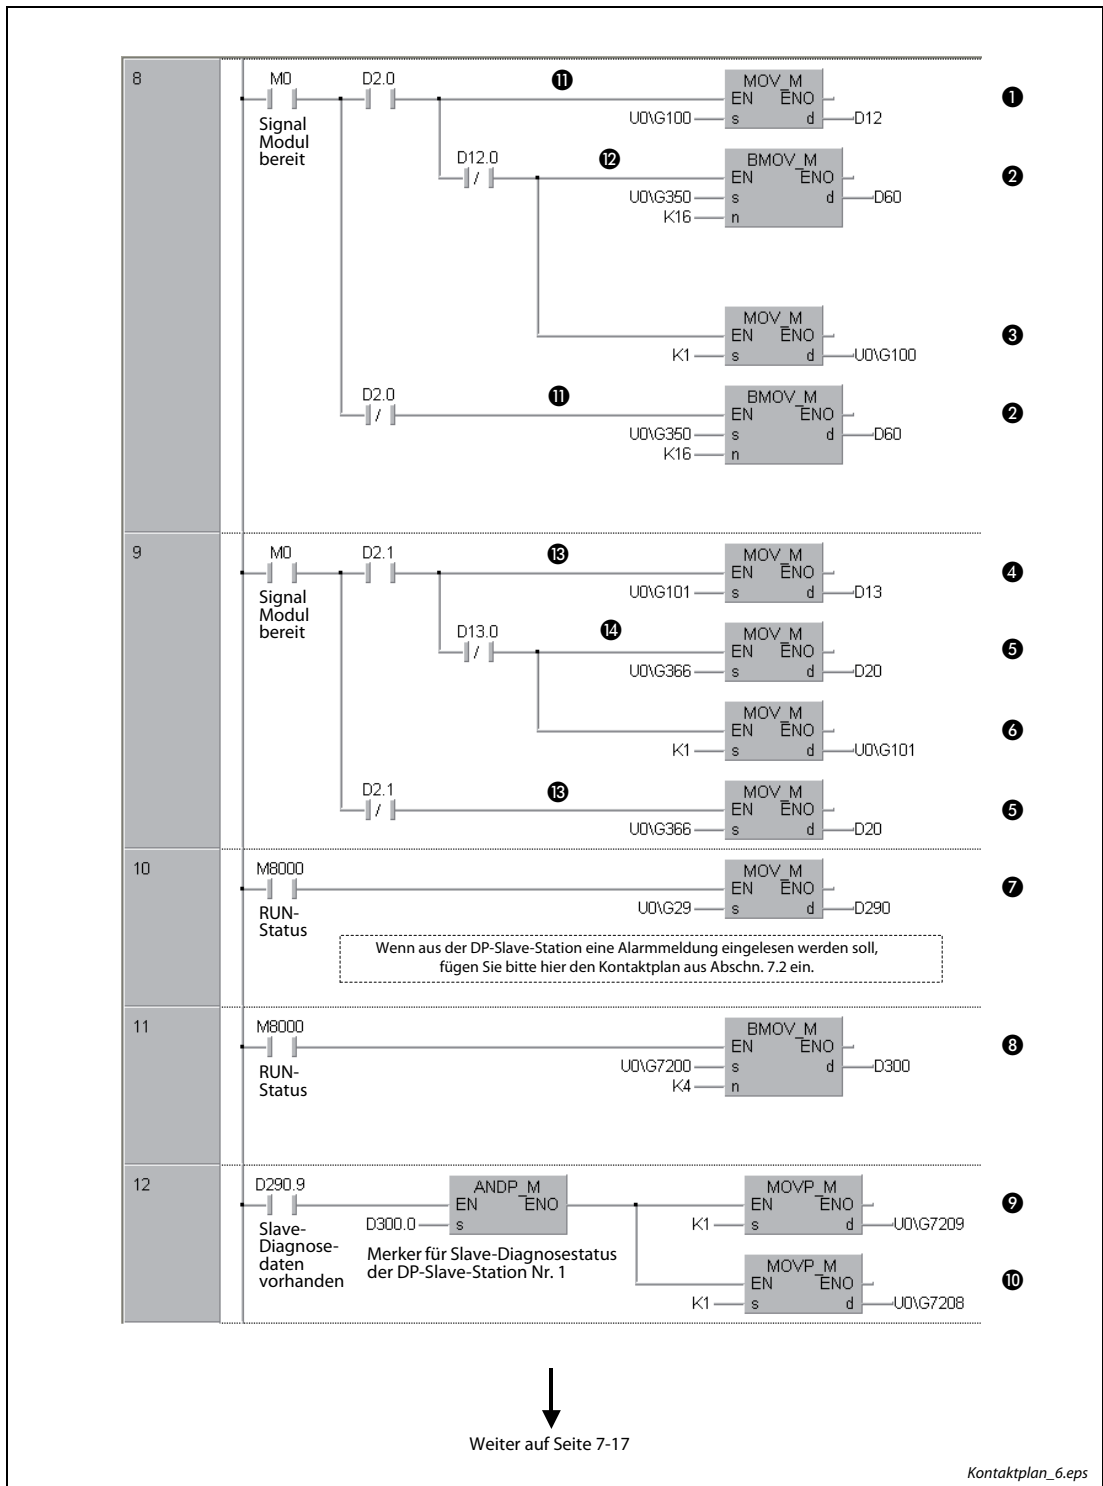 8
M0
D2.0
⓫
MOV_M
EN ENO
U0\G100 s d D12
❶
Signal
Modul
bereit
D12.0
⓬
BMOV_M
EN ENO
U0\G350 s d D60
K16 n
❷
MOV_M
EN ENO
K1 s d U0\G100
❸
D2.0
⓫
BMOV_M
EN ENO
U0\G350 s d D60
K16 n
❷
9
M0
D2.1
⓭
MOV_M
EN ENO
U0\G101 s d D13
❹
Signal
Modul
bereit
D13.0
⓮
MOV_M
EN ENO
U0\G366 s d D20
❺
MOV_M
EN ENO
K1 s d U0\G101
❻
D2.1
⓭
MOV_M
EN ENO
U0\G366 s d D20
❺
10
M8000
MOV_M
EN ENO
U0\G29 s d D290
❼
RUN-
Status
Wenn aus der DP-Slave-Station eine Alarmmeldung eingelesen werden soll,
fügen Sie bitte hier den Kontaktplan aus Abschn. 7.2 ein.
11
M8000
BMOV_M
EN ENO
U0\G7200 s d D300
K4 n
❽
RUN-
Status
12
D290.9
ANDP_M
EN ENO
D300.0 s
MOVP_M
EN ENO
K1 s d U0\G7209
❾
Slave-
Diagnose-
daten
vorhanden
Merker für Slave-Diagnosestatus
der DP-Slave-Station Nr. 1
MOVP_M
EN ENO
K1 s d U0\G7208
❿
Weiter auf Seite 7-17
Kontaktplan_6.eps